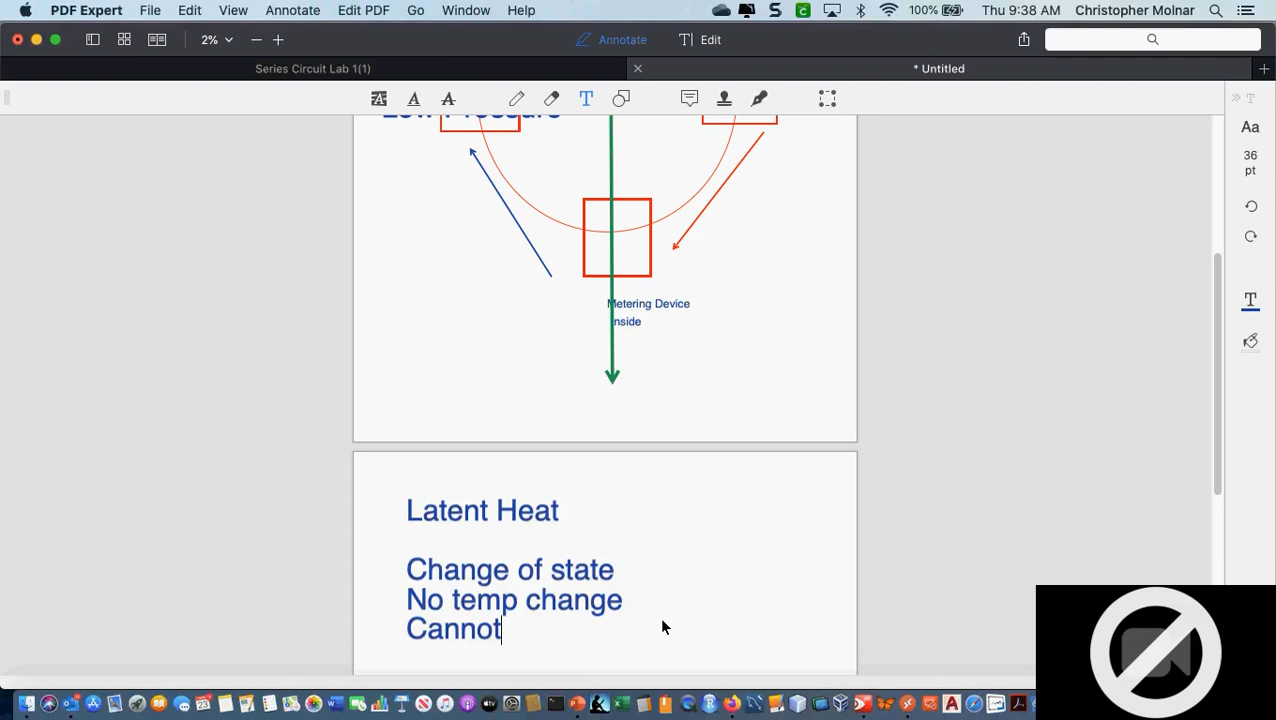 PDF Expert File Edit View Annotate Edit PDF Go Window Help 100% Thu 9:38 AM Christopher Molnar
2% Annotate Edit
Series Circuit Lab 1(1) * Untitled
Aa
36
pt
Low Pressure
Metering Device
Inside
Latent Heat
Change of state
No temp change
Cannot